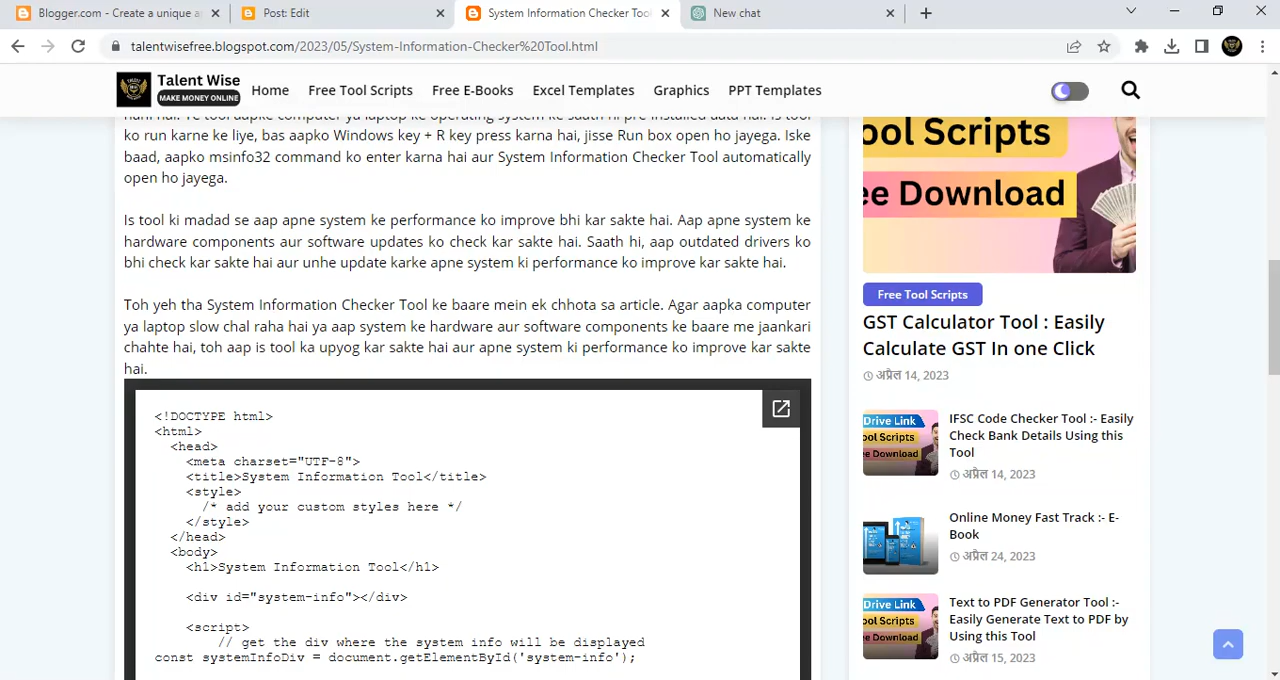 Blogger.com - Create a unique a
Post: Edit
System Information Checker Too
New chat
talentwisefree.blogspot.com/2023/05/System-Information-Checker%20Tool.html
Talent Wise
MAKE MONEY ONLINE
Home
Free Tool Scripts
Free E-Books
Excel Templates
Graphics
PPT Templates
ko run karne ke liye, bas aapko Windows key + R key press karna hai, jisse Run box open ho jayega. Iske
baad, aapko msinfo32 command ko enter karna hai aur System Information Checker Tool automatically
open ho jayega.
Is tool ki madad se aap apne system ke performance ko improve bhi kar sakte hai. Aap apne system ke
hardware components aur software updates ko check kar sakte hai. Saath hi, aap outdated drivers ko
bhi check kar sakte hai aur unhe update karke apne system ki performance ko improve kar sakte hai.
Toh yeh tha System Information Checker Tool ke baare mein ek chhota sa article. Agar aapka computer
ya laptop slow chal raha hai ya aap system ke hardware aur software components ke baare me jaankari
chahte hai, toh aap is tool ka upyog kar sakte hai aur apne system ki performance ko improve kar sakte
hai.
<!DOCTYPE html>
<html>
<head>
<meta charset="UTF-8">
<title>System Information Tool</title>
<style>
/* add your custom styles here */
</style>
</head>
<body>
<h1>System Information Tool</h1>
<div id="system-info"></div>
<script>
// get the div where the system info will be displayed
const systemInfoDiv = document.getElementById('system-info');
ool Scripts
ee Download
Free Tool Scripts
GST Calculator Tool : Easily
Calculate GST In one Click
अप्रैल 14, 2023
Drive Link
ool Scripts
ee Download
IFSC Code Checker Tool :- Easily
Check Bank Details Using this
Tool
अप्रैल 14, 2023
Online Money Fast Track :- E-
Book
अप्रैल 24, 2023
Drive Link
ool Scripts
ee Download
Text to PDF Generator Tool :-
Easily Generate Text to PDF by
Using this Tool
अप्रैल 15, 2023